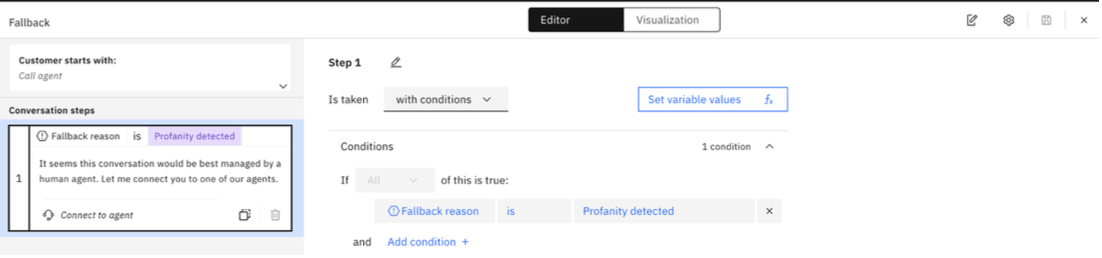 Fallback
Editor
Visualization
Customer starts with:
Call agent
Conversation steps
1
Fallback reason is Profanity detected
It seems this conversation would be best managed by a
human agent. Let me connect you to one of our agents.
Connect to agent
Step 1
Is taken with conditions
Set variable values fx
Conditions
1 condition
If All of this is true:
Fallback reason is Profanity detected
and Add condition +